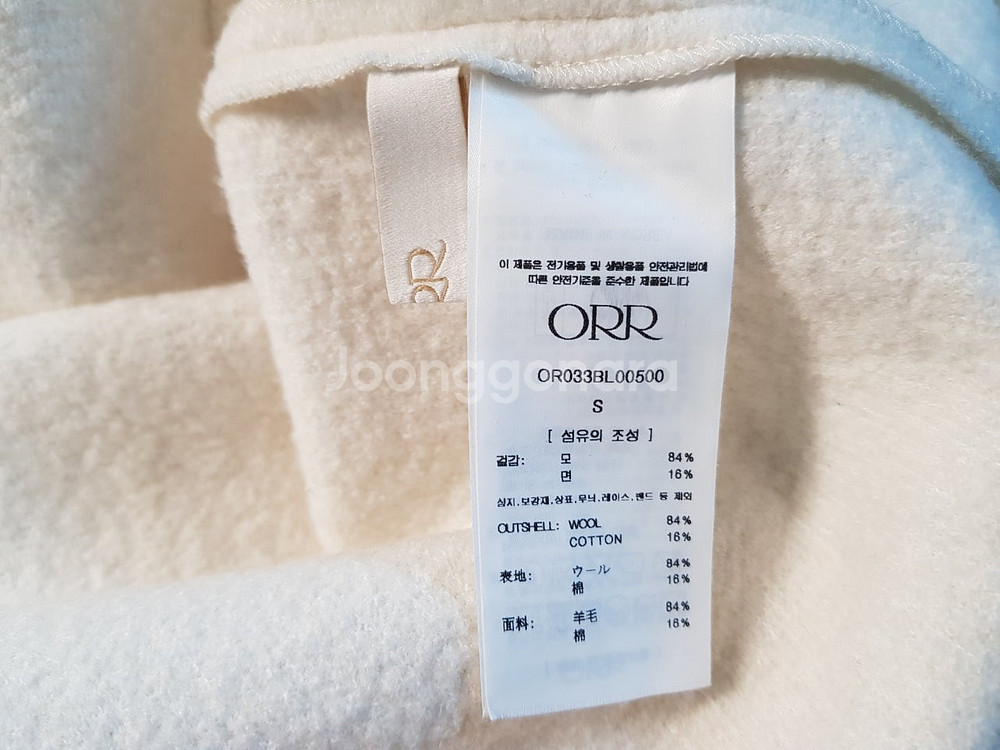 이 제품은 전기용품 및 생활용품 안전관리법에
따른 안전기준을 준수한 제품입니다
ORR
OR033BL00500
S
[ 섬유의 조성 ]
겉감: 모 84%
면 16%
심지,보강재,상표,무늬,레이스,밴드 등 제외
OUTSHELL: WOOL 84%
COTTON 16%
表地: ウール 84%
棉 16%
面料: 羊毛 84%
棉 16%
Joonggonara